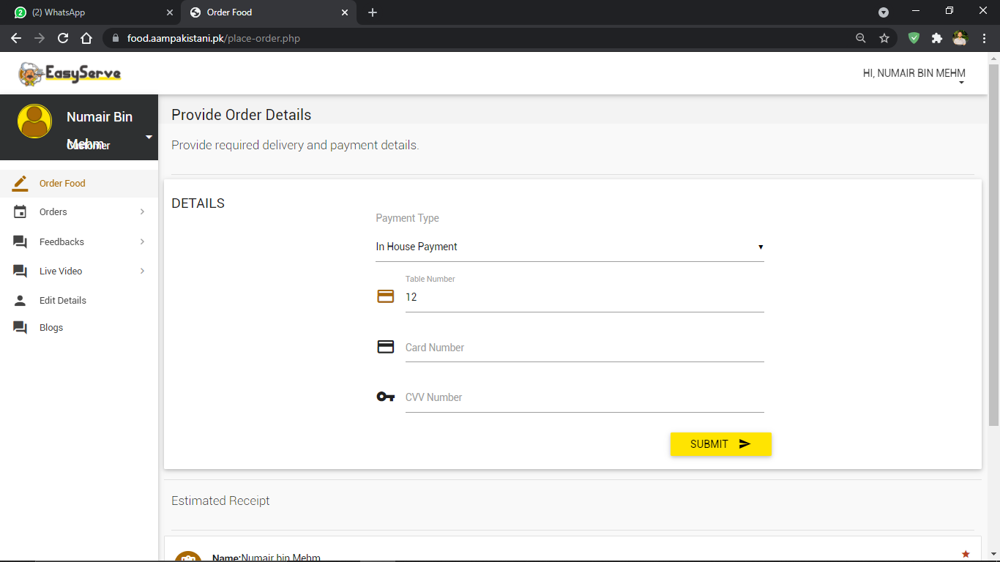 (2) WhatsApp
Order Food
food.aampakistani.pk/place-order.php
EasyServe
HI, NUMAIR BIN MEHM
Numair Bin
Mehm
Customer
Order Food
Orders
Feedbacks
Live Video
Edit Details
Blogs
Provide Order Details
Provide required delivery and payment details.
DETAILS
Payment Type
In House Payment
Table Number
12
Card Number
CVV Number
SUBMIT
Estimated Receipt
Name:Numair bin Mehm